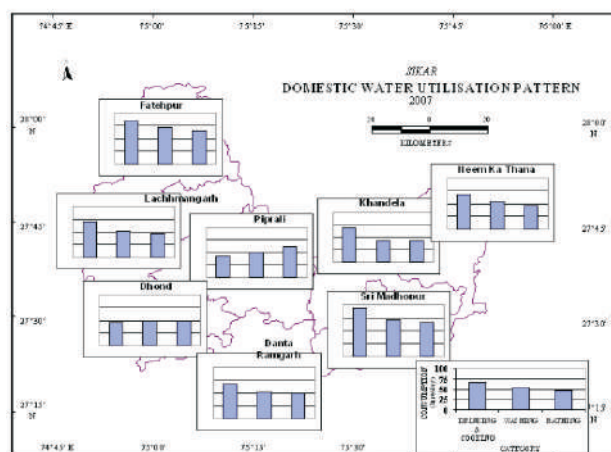 74°45' E
75°00'
75°15'
75°30'
75°45'
76°00' E
SIKAR
DOMESTIC WATER UTILISATION PATTERN
2007
20
0
20
KILOMETERS
28°00'
N
28°00'
N
Fatehpur
Neem Ka Thana
Lachhmangarh
Khandela
Piprali
27°45'
27°45'
Dhond
Sri Madhopur
27°30'
27°30'
Danta
Ramgarh
27°15'
N
27°15'
N
CONSUMPTION
100
75
50
25
0
DRINKING
&
COOKING
WASHING
BATHING
CATEGORY
74°45' E
75°00'
75°15'
75°30'